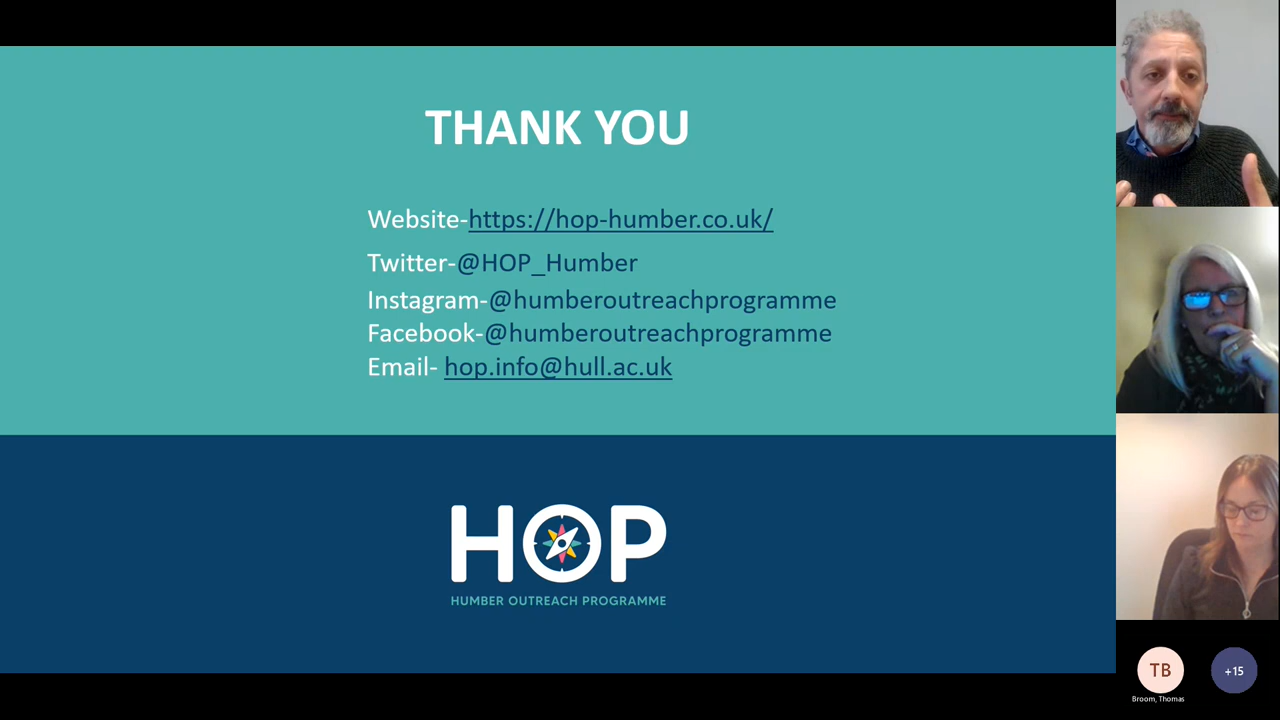 THANK YOU
Website-https://hop-humber.co.uk/
Twitter-@HOP_Humber
Instagram-@humberoutreachprogramme
Facebook-@humberoutreachprogramme
Email- hop.info@hull.ac.uk
HOP
HUMBER OUTREACH PROGRAMME
TB
+15
Broom, Thomas